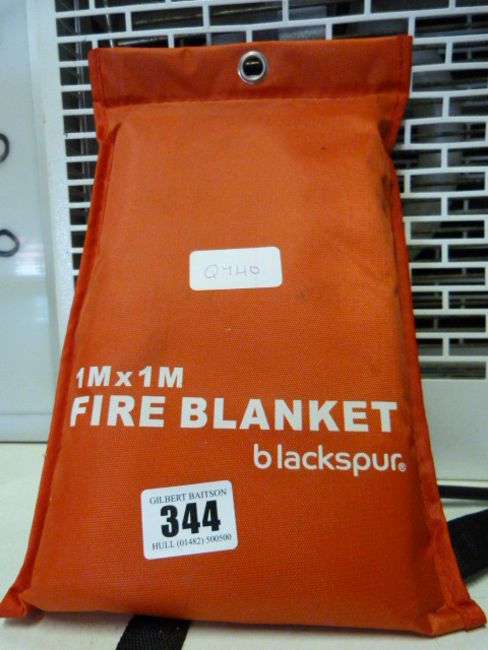 Q740
1M x 1M
FIRE BLANKET
blackspur®
GILBERT BAITSON
344
HULL (01482) 500500